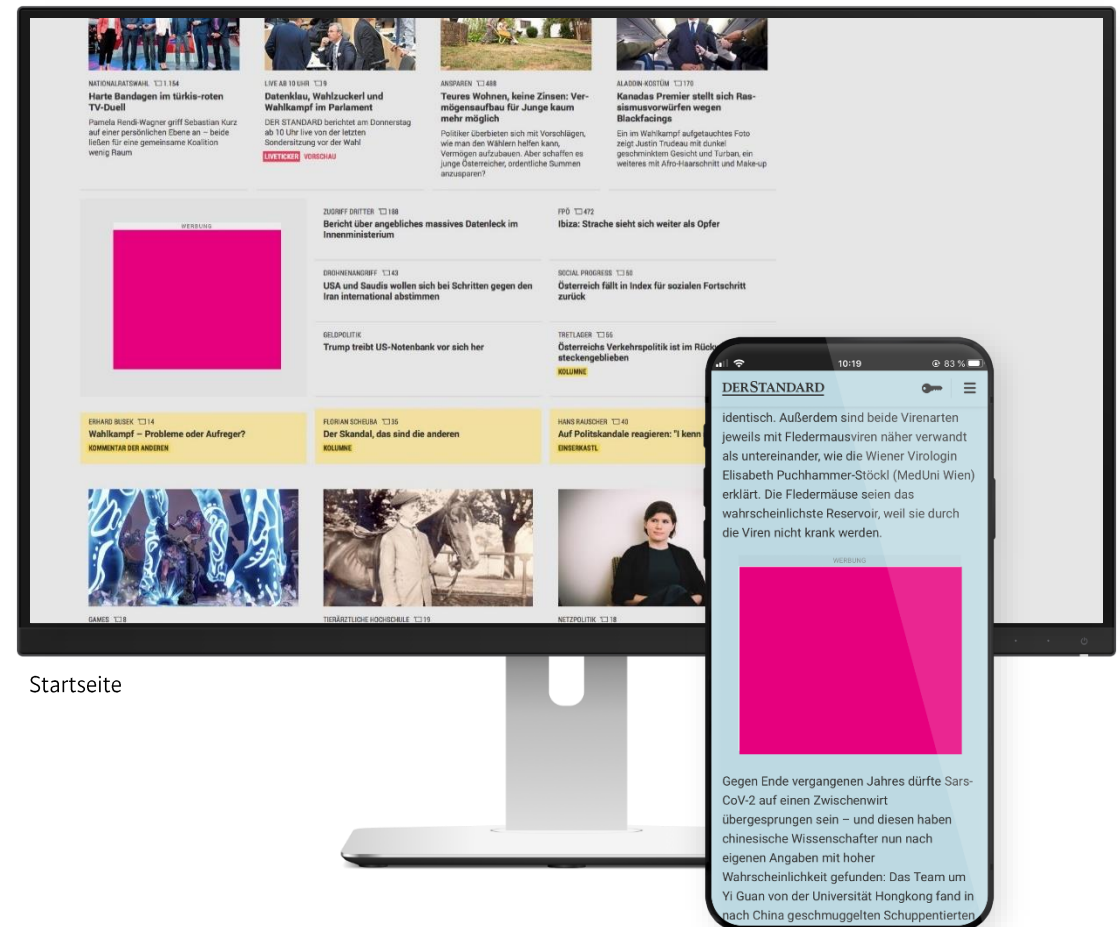 NATIONALRATSWAHL 1.154
Harte Bandagen im türkis-roten
TV-Duell
Pamela Rendi-Wagner griff Sebastian Kurz
auf einer persönlichen Ebene an – beide
ließen für eine gemeinsame Koalition
wenig Raum
LIVE AB 10 UHR 9
Datenklau, Wahlzuckerl und
Wahlkampf im Parlament
DER STANDARD berichtet am Donnerstag
ab 10 Uhr live von der letzten
Sondersitzung vor der Wahl
LIVETICKER VORSCHAU
ANSPAREN 488
Teures Wohnen, keine Zinsen: Ver-
mögensaufbau für Junge kaum
mehr möglich
Politiker überbieten sich mit Vorschlägen,
wie man den Wählern helfen kann,
Vermögen aufzubauen. Aber schaffen es
junge Österreicher, ordentliche Summen
anzusparen?
ALADDIN-KOSTÜM 170
Kanadas Premier stellt sich Ras-
sismusvorwürfen wegen
Blackfacings
Ein im Wahlkampf aufgetauchtes Foto
zeigt Justin Trudeau mit dunkel
geschminktem Gesicht und Turban, ein
weiteres mit Afro-Haarschnitt und Make-up
WERBUNG
ZUGRIFF DRITTER 188
Bericht über angebliches massives Datenleck im
Innenministerium
FPÖ 472
Ibiza: Strache sieht sich weiter als Opfer
DROHNENANGRIFF 43
USA und Saudis wollen sich bei Schritten gegen den
Iran international abstimmen
SOCIAL PROGRESS 50
Österreich fällt in Index für sozialen Fortschritt
zurück
GELDPOLITIK
Trump treibt US-Notenbank vor sich her
TRETLAGER 55
Österreichs Verkehrspolitik ist im Rückw
steckengeblieben
KOLUMNE
ERHARD BUSEK 14
Wahlkampf – Probleme oder Aufreger?
KOMMENTAR DER ANDEREN
FLORIAN SCHEUBA 35
Der Skandal, das sind die anderen
KOLUMNE
HANS RAUSCHER 40
Auf Politskandale reagieren: "I kenn
EINSERKASTL
GAMES 8
TIERÄRZTLICHE HOCHSCHULE 19
NETZPOLITIK 18
Startseite
10:19 83 %
DERSTANDARD
identisch. Außerdem sind beide Virenarten
jeweils mit Fledermausviren näher verwandt
als untereinander, wie die Wiener Virologin
Elisabeth Puchhammer-Stöckl (MedUni Wien)
erklärt. Die Fledermäuse seien das
wahrscheinlichste Reservoir, weil sie durch
die Viren nicht krank werden.
WERBUNG
Gegen Ende vergangenen Jahres dürfte Sars-
CoV-2 auf einen Zwischenwirt
übergesprungen sein – und diesen haben
chinesische Wissenschafter nun nach
eigenen Angaben mit hoher
Wahrscheinlichkeit gefunden: Das Team um
Yi Guan von der Universität Hongkong fand in
nach China geschmuggelten Schuppentierten